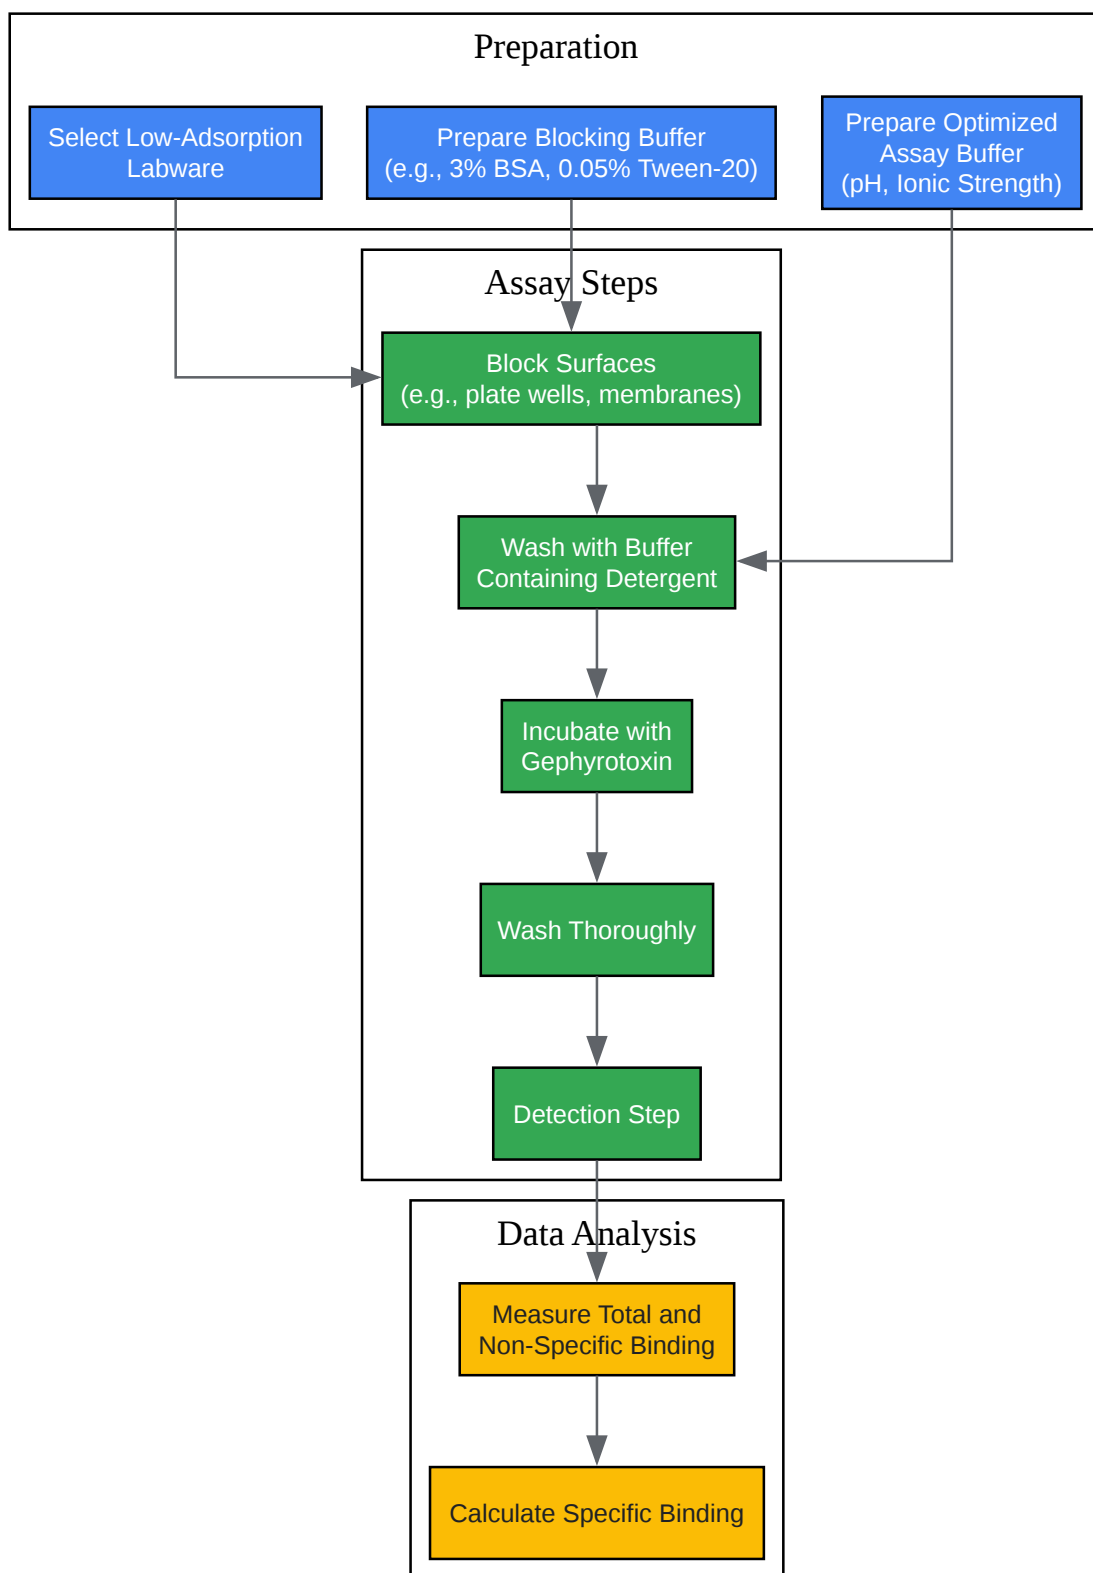 Preparation
Select Low-Adsorption
Labware
Prepare Blocking Buffer
(e.g., 3% BSA, 0.05% Tween-20)
Prepare Optimized
Assay Buffer
(pH, Ionic Strength)
Assay Steps
Block Surfaces
(e.g., plate wells, membranes)
Wash with Buffer
Containing Detergent
Incubate with
Gephyrotoxin
Wash Thoroughly
Detection Step
Data Analysis
Measure Total and
Non-Specific Binding
Calculate Specific Binding